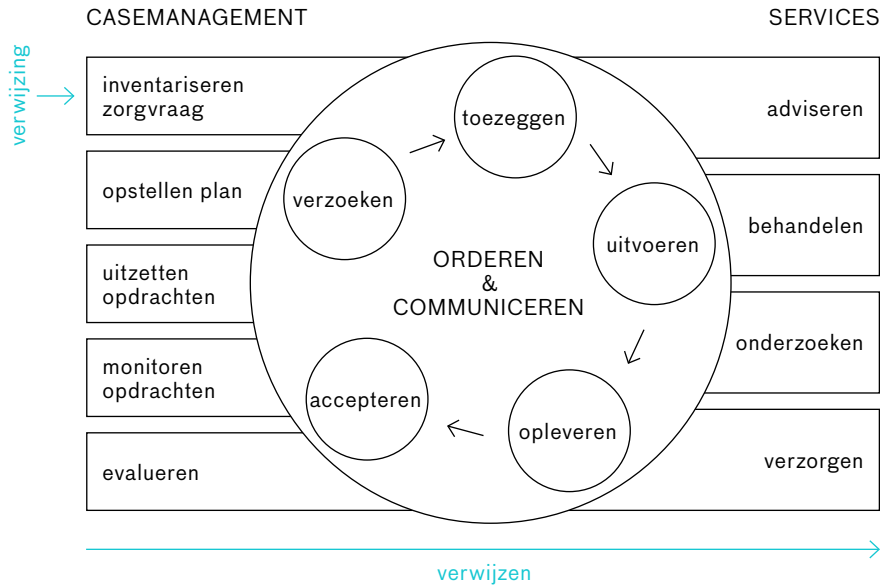 CASEMANAGEMENT
SERVICES
verwijzing
inventariseren
zorgvraag
opstellen plan
uitzetten
opdrachten
monitoren
opdrachten
evalueren
verzoeken
toezeggen
uitvoeren
opleveren
accepteren
ORDEREN
&
COMMUNICEREN
adviseren
behandelen
onderzoeken
verzorgen
verwijzen